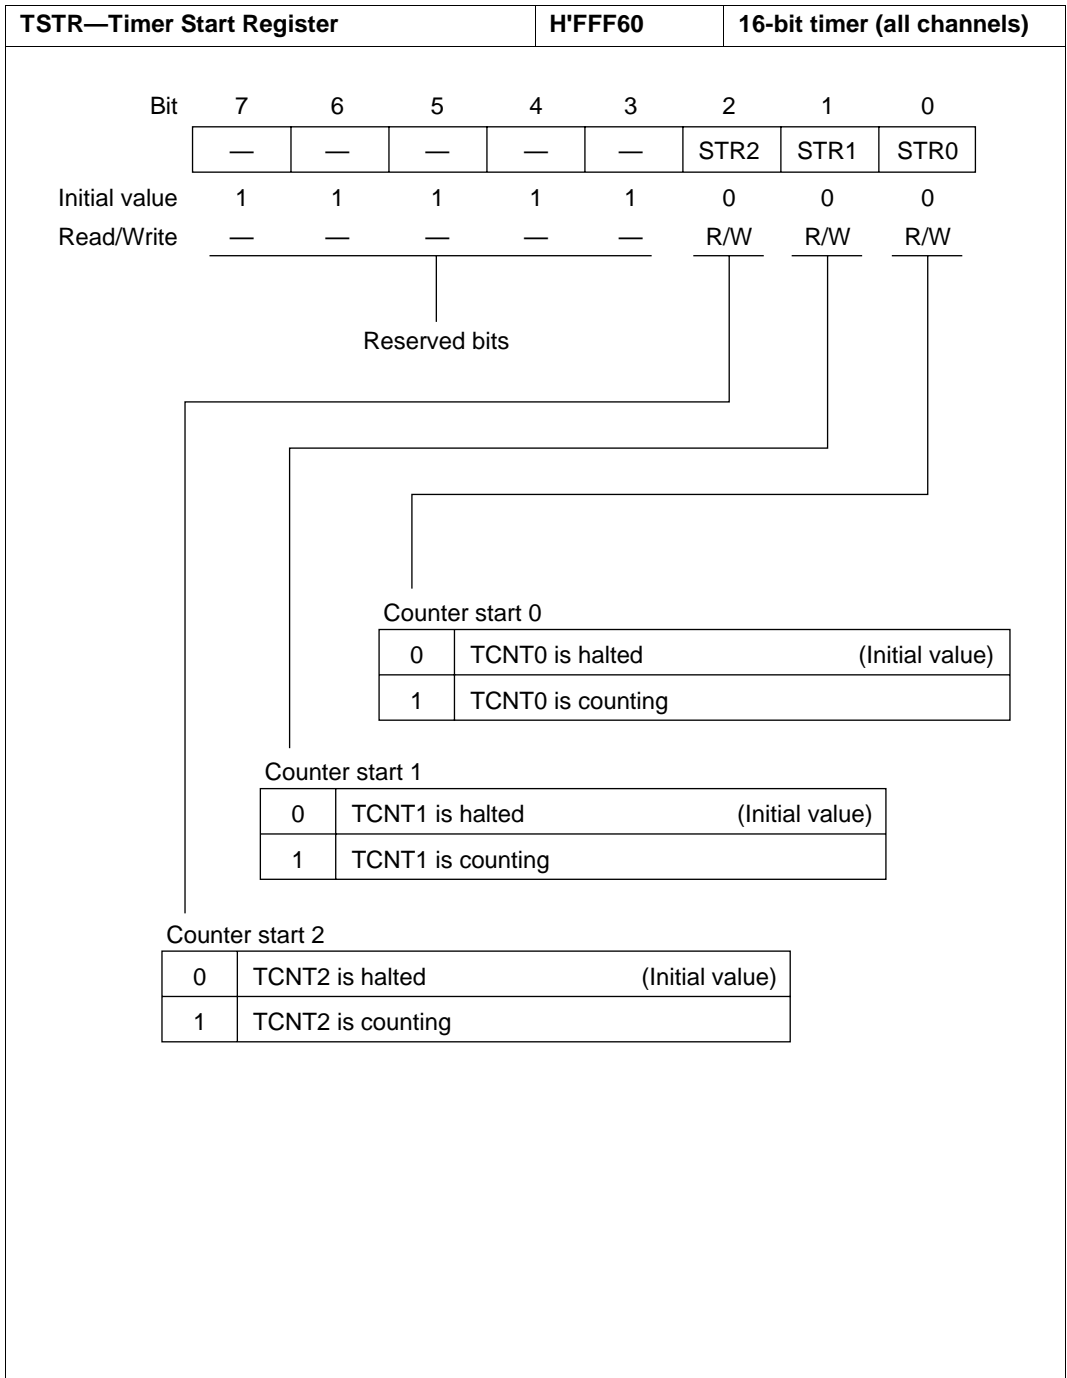 TSTR—Timer Start Register H'FFF60 16-bit timer (all channels)
Bit 7 6 5 4 3 2 1 0
— — — — — STR2 STR1 STR0
Initial value 1 1 1 1 1 0 0 0
Read/Write — — — — — R/W R/W R/W
Reserved bits
Counter start 0
0 TCNT0 is halted (Initial value)
1 TCNT0 is counting
Counter start 1
0 TCNT1 is halted (Initial value)
1 TCNT1 is counting
Counter start 2
0 TCNT2 is halted (Initial value)
1 TCNT2 is counting